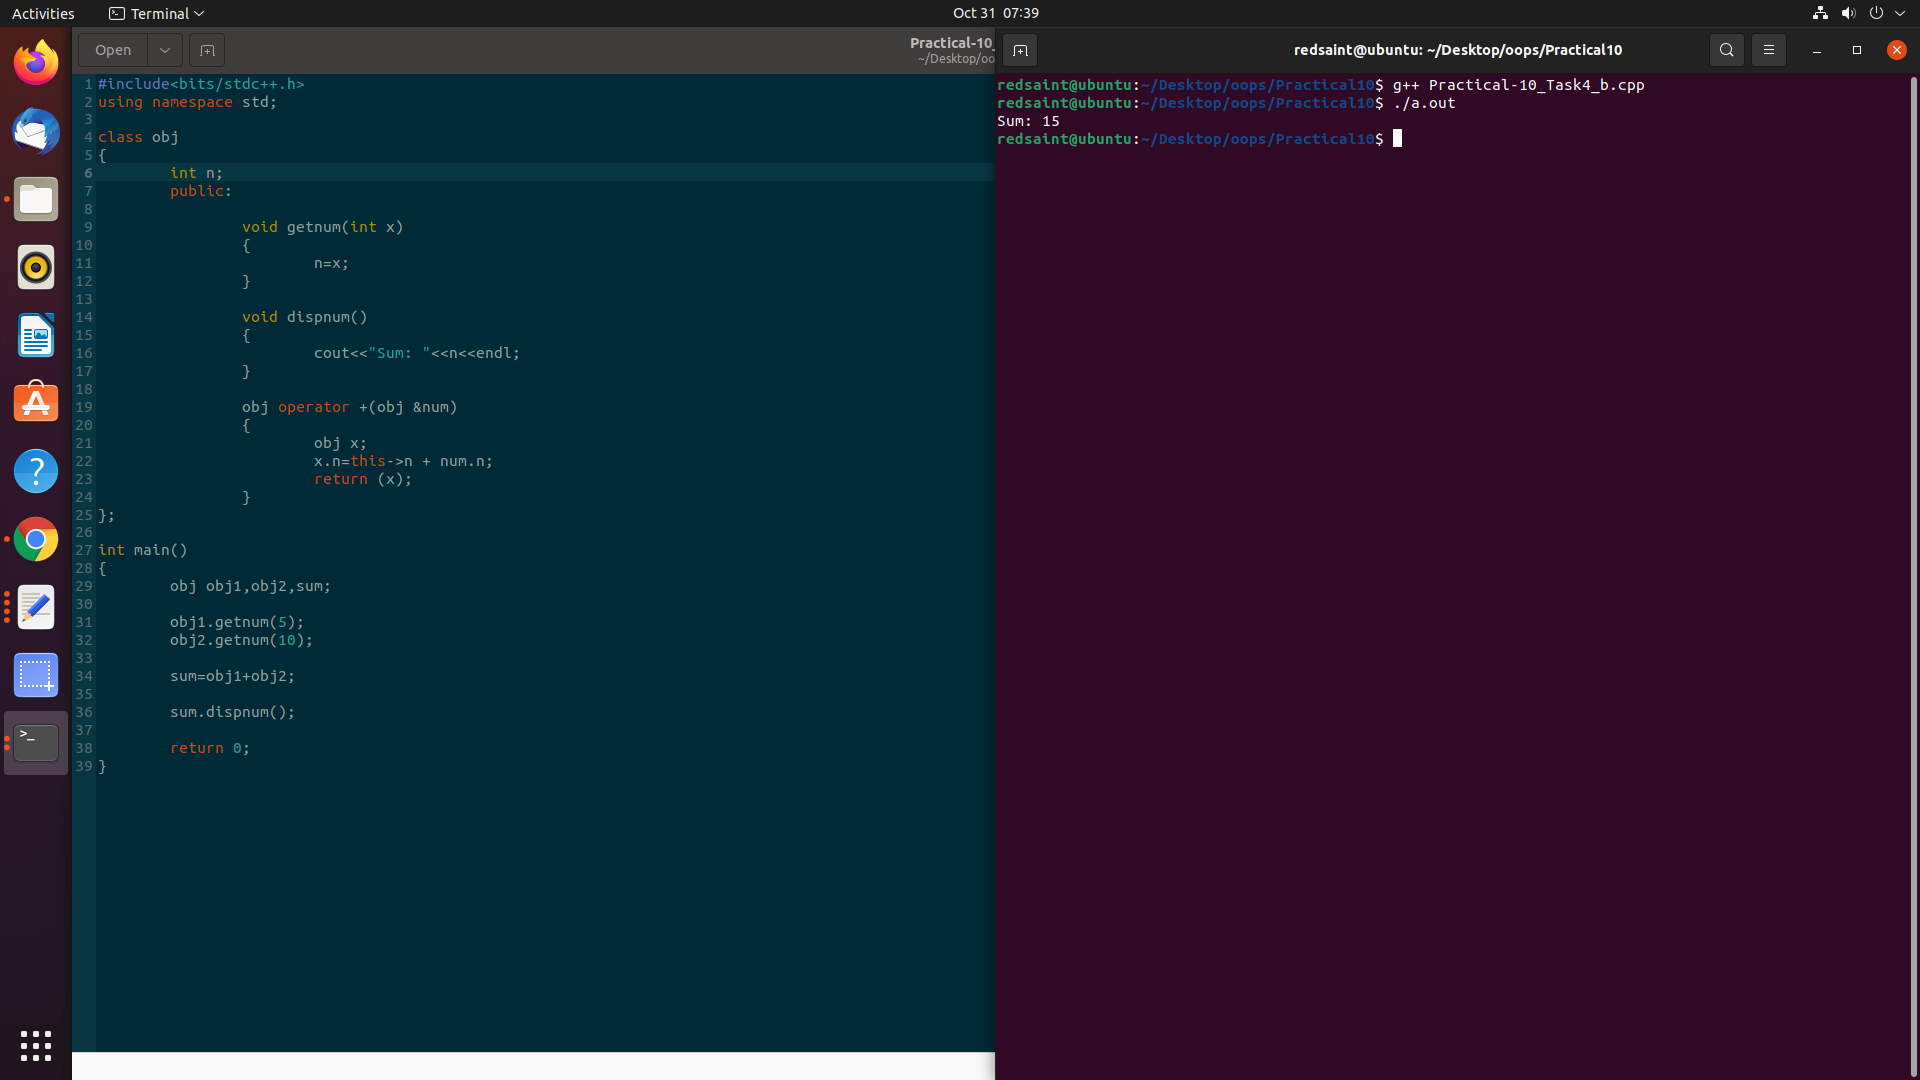 Activities
Terminal
Oct 31 07:39
Open
Practical-10_
~/Desktop/oo
1 #include<bits/stdc++.h>
2 using namespace std;
3
4 class obj
5 {
6 int n;
7 public:
8
9 void getnum(int x)
10 {
11 n=x;
12 }
13
14 void dispnum()
15 {
16 cout<<"Sum: "<<n<<endl;
17 }
18
19 obj operator +(obj &num)
20 {
21 obj x;
22 x.n=this->n + num.n;
23 return (x);
24 }
25 };
26
27 int main()
28 {
29 obj obj1,obj2,sum;
30
31 obj1.getnum(5);
32 obj2.getnum(10);
33
34 sum=obj1+obj2;
35
36 sum.dispnum();
37
38 return 0;
39 }
redsaint@ubuntu: ~/Desktop/oops/Practical10
redsaint@ubuntu:~/Desktop/oops/Practical10$ g++ Practical-10_Task4_b.cpp
redsaint@ubuntu:~/Desktop/oops/Practical10$ ./a.out
Sum: 15
redsaint@ubuntu:~/Desktop/oops/Practical10$